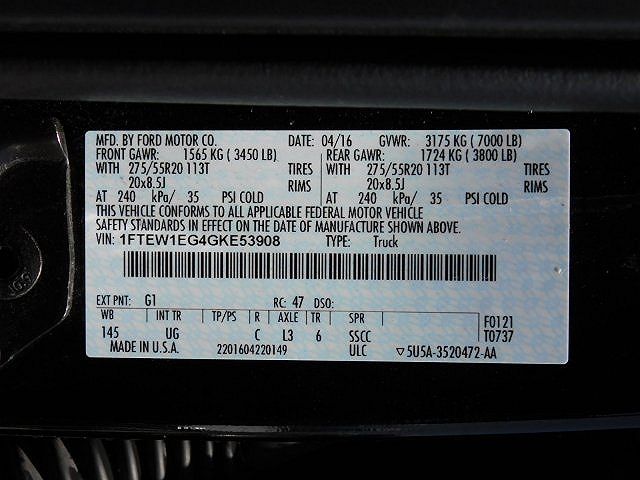 MFD. BY FORD MOTOR CO. DATE: 04/16 GVWR: 3175 KG ( 7000 LB)
FRONT GAWR: 1565 KG ( 3450 LB) REAR GAWR: 1724 KG ( 3800 LB)
WITH 275/55R20 113T TIRES WITH 275/55R20 113T TIRES
20x8.5J RIMS 20x8.5J RIMS
AT 240 kPa/ 35 PSI COLD AT 240 kPa/ 35 PSI COLD
THIS VEHICLE CONFORMS TO ALL APPLICABLE FEDERAL MOTOR VEHICLE
SAFETY STANDARDS IN EFFECT ON THE DATE OF MANUFACTURE SHOWN ABOVE.
VIN: 1FTEW1EG4GKE53908 TYPE: Truck
EXT PNT: G1 RC: 47 DSO:
WB INT TR TP/PS R AXLE TR SPR F0121
145 UG C L3 6 SSCC T0737
MADE IN U.S.A. 2201604220149 ULC ▽5U5A-3520472-AA